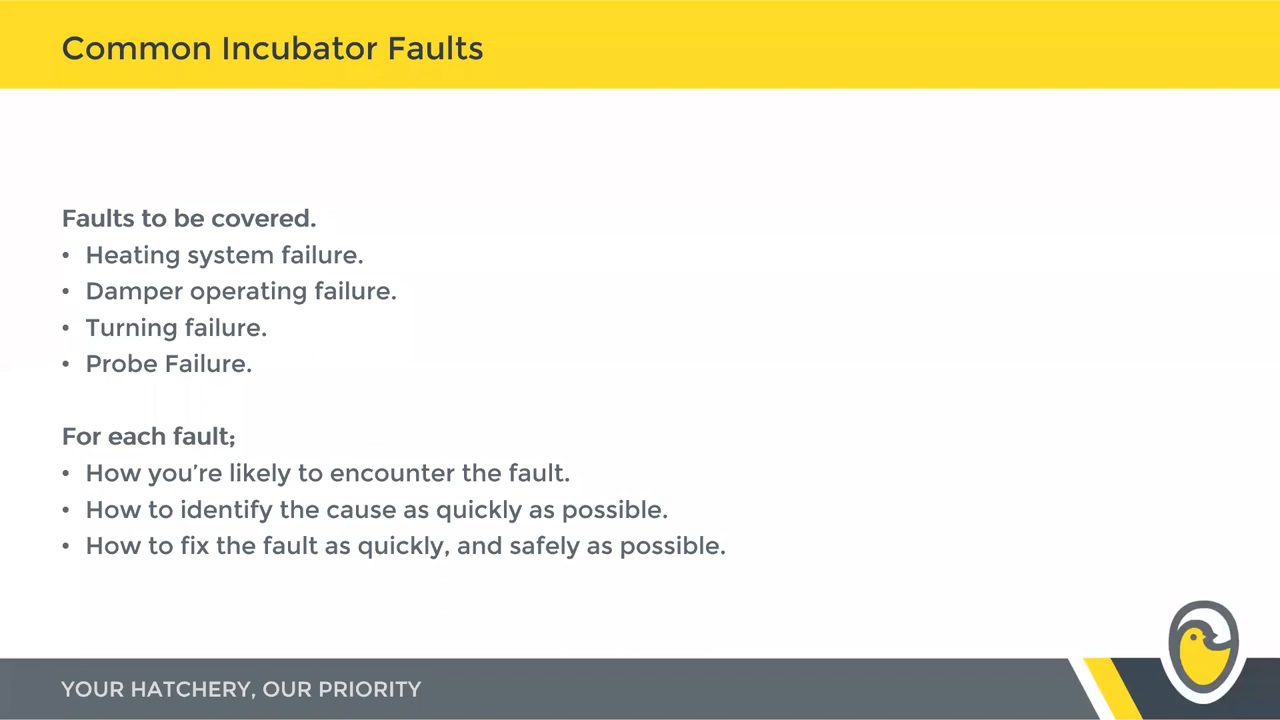 Common Incubator Faults
Faults to be covered.
• Heating system failure.
• Damper operating failure.
• Turning failure.
• Probe Failure.
For each fault;
• How you’re likely to encounter the fault.
• How to identify the cause as quickly as possible.
• How to fix the fault as quickly, and safely as possible.
YOUR HATCHERY, OUR PRIORITY